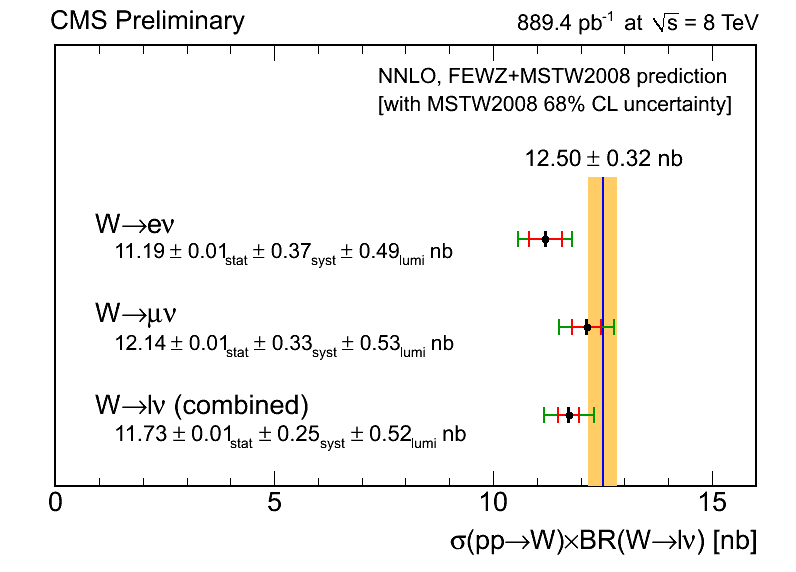 CMS Preliminary
889.4 pb-1 at √s = 8 TeV
NNLO, FEWZ+MSTW2008 prediction
[with MSTW2008 68% CL uncertainty]
12.50 ± 0.32 nb
W→eν
11.19 ± 0.01stat ± 0.37syst ± 0.49lumi nb
W→μν
12.14 ± 0.01stat ± 0.33syst ± 0.53lumi nb
W→lν (combined)
11.73 ± 0.01stat ± 0.25syst ± 0.52lumi nb
0 5 10 15
σ(pp→W)×BR(W→lν) [nb]